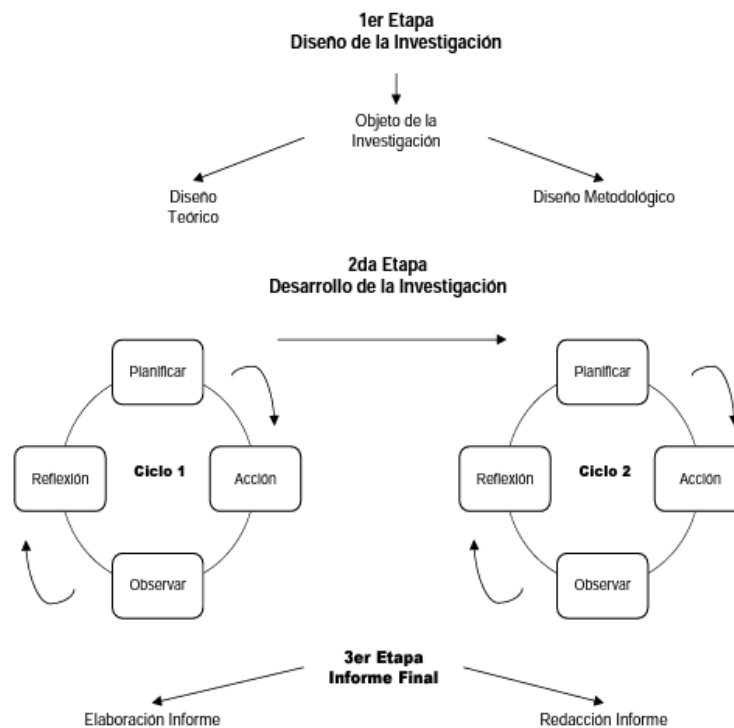 1er Etapa
Diseño de la Investigación
Objeto de la
Investigación
Diseño
Teórico
Diseño Metodológico
2da Etapa
Desarrollo de la Investigación
Planificar
Reflexión
Ciclo 1
Acción
Observar
Planificar
Reflexión
Ciclo 2
Acción
Observar
3er Etapa
Informe Final
Elaboración Informe
Redacción Informe